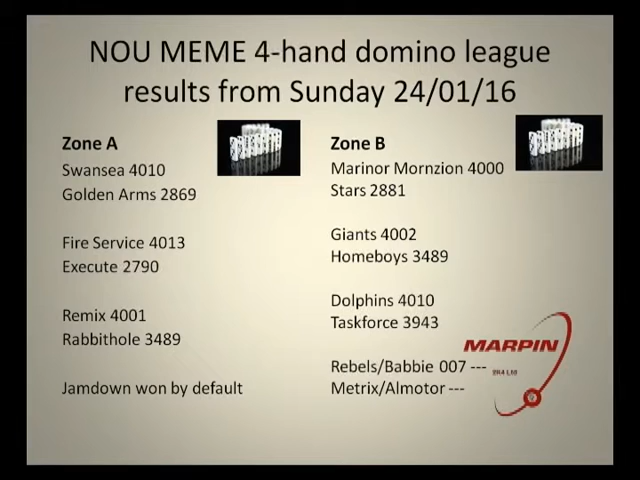 NOU MEME 4-hand domino league
results from Sunday 24/01/16
Zone A
Swansea 4010
Golden Arms 2869
Fire Service 4013
Execute 2790
Remix 4001
Rabbithole 3489
Jamdown won by default
Zone B
Marinor Mornzion 4000
Stars 2881
Giants 4002
Homeboys 3489
Dolphins 4010
Taskforce 3943
Rebels/Babbie 007 ---
Metrix/Almotor ---
MARPIN
2K4 Ltd